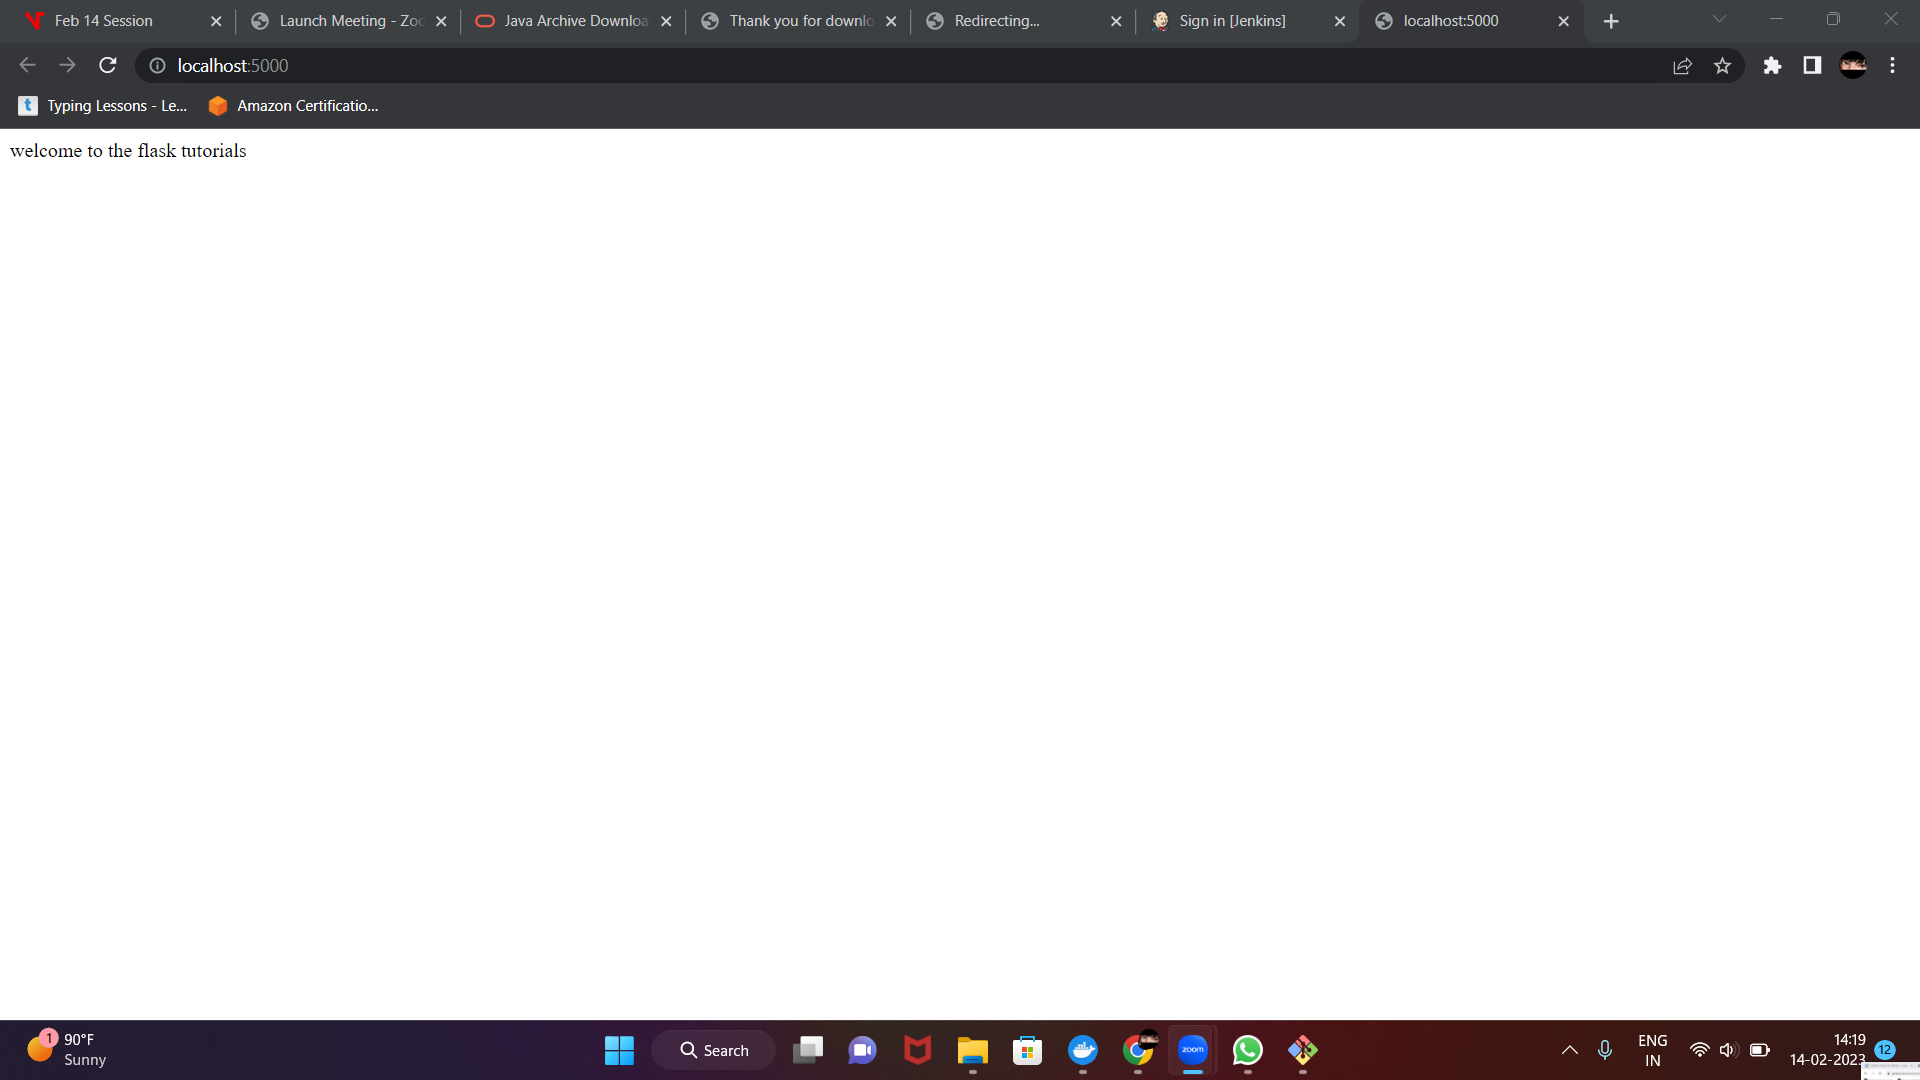 Feb 14 Session
Launch Meeting - Zoo
Java Archive Downloa
Thank you for downlo
Redirecting...
Sign in [Jenkins]
localhost:5000
localhost:5000
Typing Lessons - Le...
Amazon Certificatio...
welcome to the flask tutorials
1
90°F
Sunny
Search
zoom
ENG
IN
14:19
14-02-2023
12